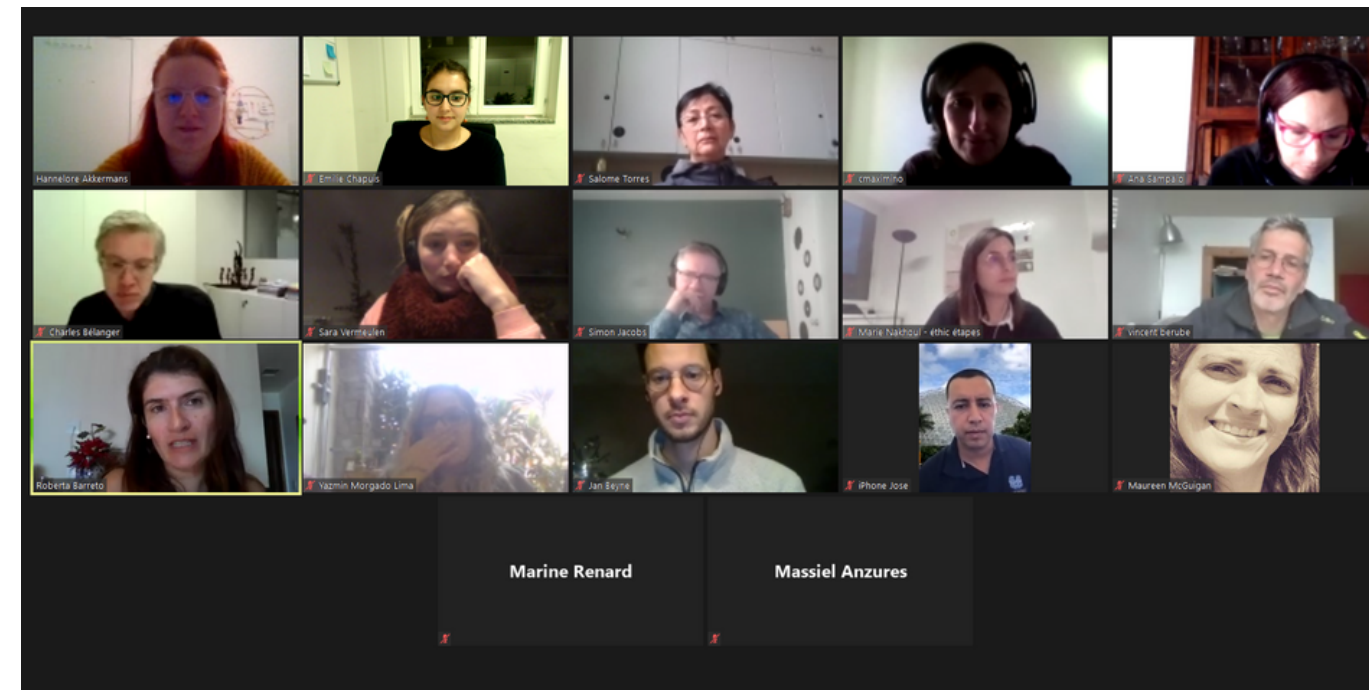 Hannelore Akkermans
Emilie Chapuis
Salome Torres
cmaximino
Ana Sampaio
Charles Bélanger
Sara Vermeulen
Simon Jacobs
Marie Nakhoul - éthic étapes
vincent berube
Roberta Barreto
Yazmin Morgado Lima
Jan Beyne
iPhone Jose
Maureen McGuigan
Marine Renard
Massiel Anzures